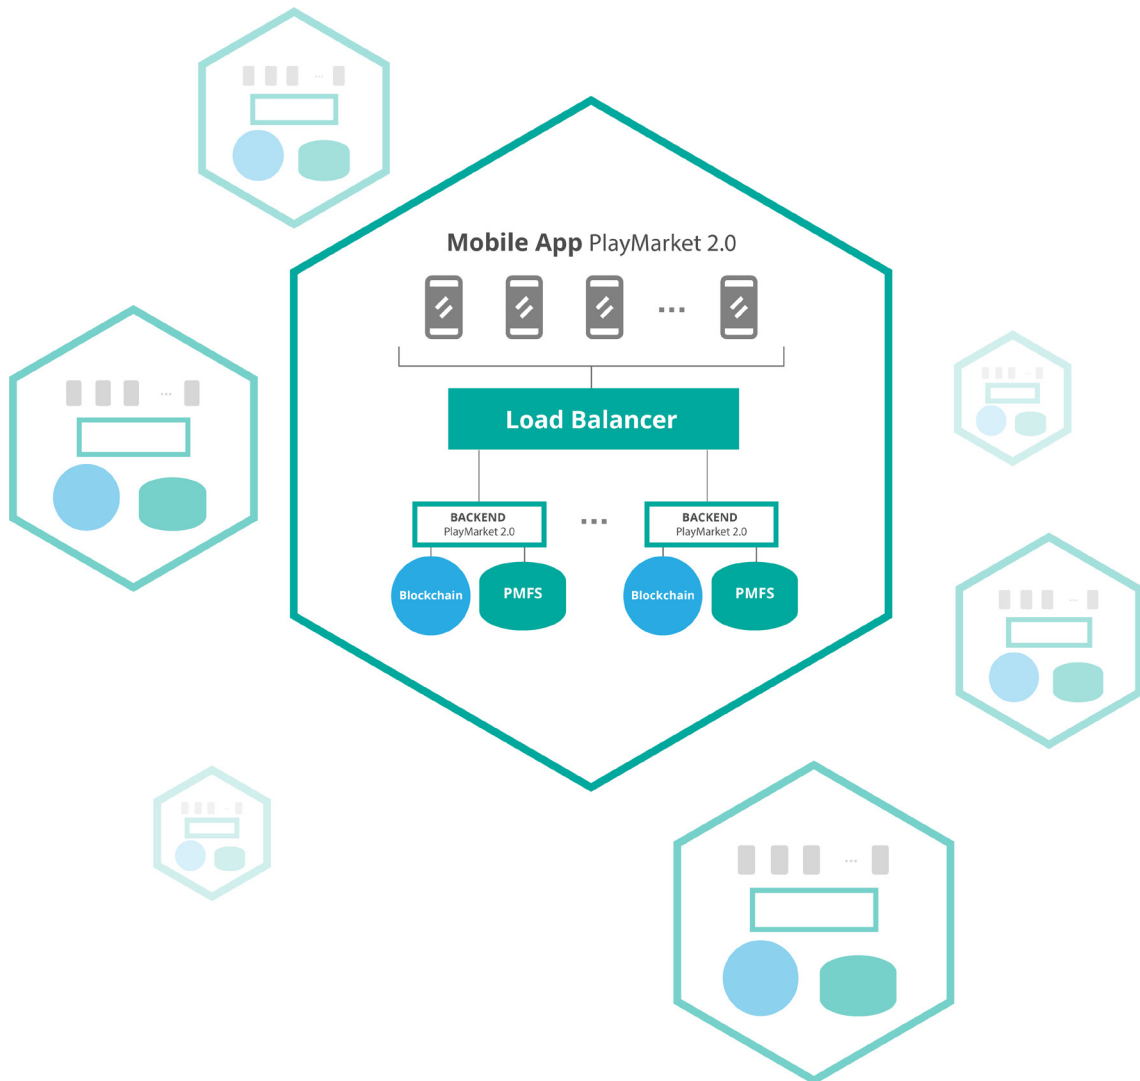 Mobile App PlayMarket 2.0
...
Load Balancer
BACKEND
PlayMarket 2.0
...
BACKEND
PlayMarket 2.0
Blockchain
PMFS
Blockchain
PMFS